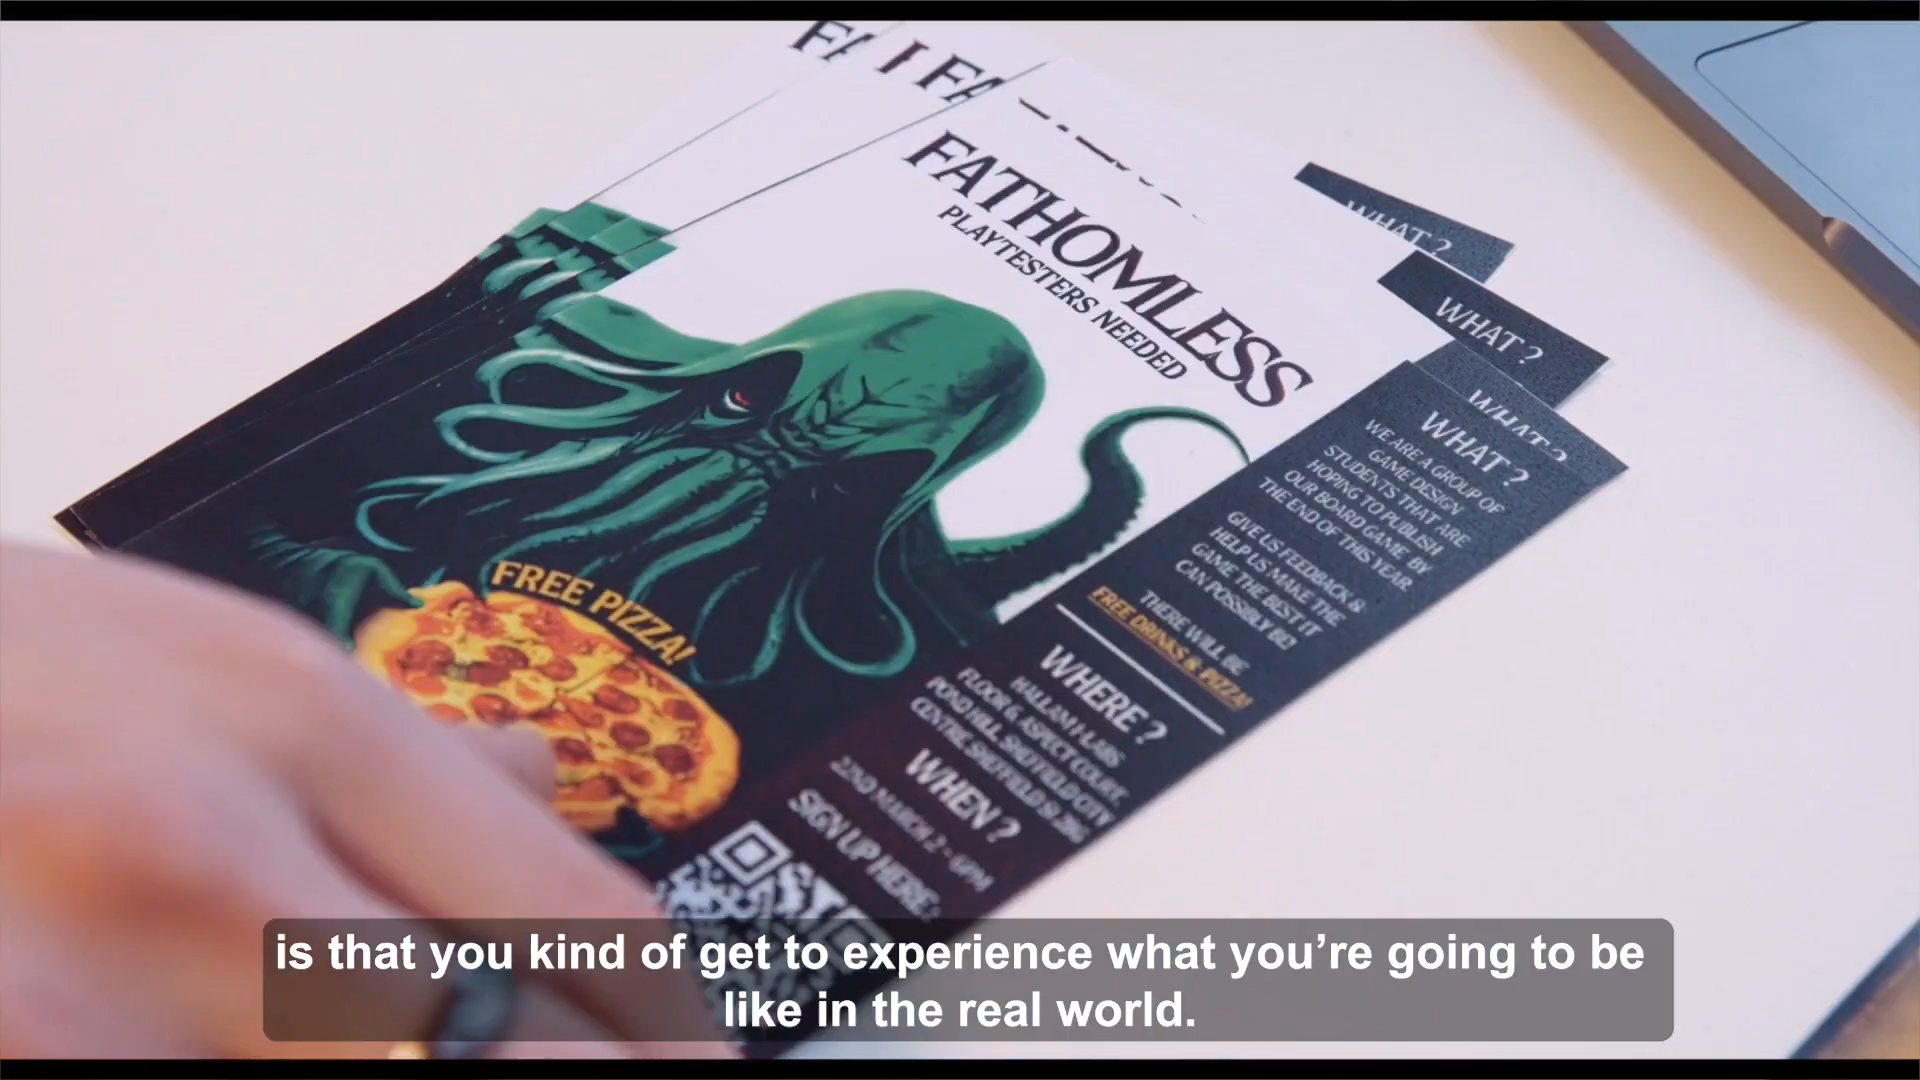 FA
FA
FATHOMLESS
PLAYTESTERS NEEDED
FREE PIZZA!
WHAT?
WHAT?
WHAT?
WHAT?
WE ARE A GROUP OF
GAME DESIGN
STUDENTS THAT ARE
HOPING TO PUBLISH
OUR BOARD GAME BY
THE END OF THIS YEAR
GIVE US FEEDBACK &
HELP US MAKE THE
GAME THE BEST IT
CAN POSSIBLY BE!
THERE WILL BE
FREE DRINKS & PIZZA!
WHERE?
HALLAM I-LABS
FLOOR 6, ASPECT COURT,
POND HILL, SHEFFIELD CITY
CENTRE, SHEFFIELD
WHEN?
22ND MARCH 2 - 6PM
SIGN UP HERE:
is that you kind of get to experience what you’re going to be
like in the real world.